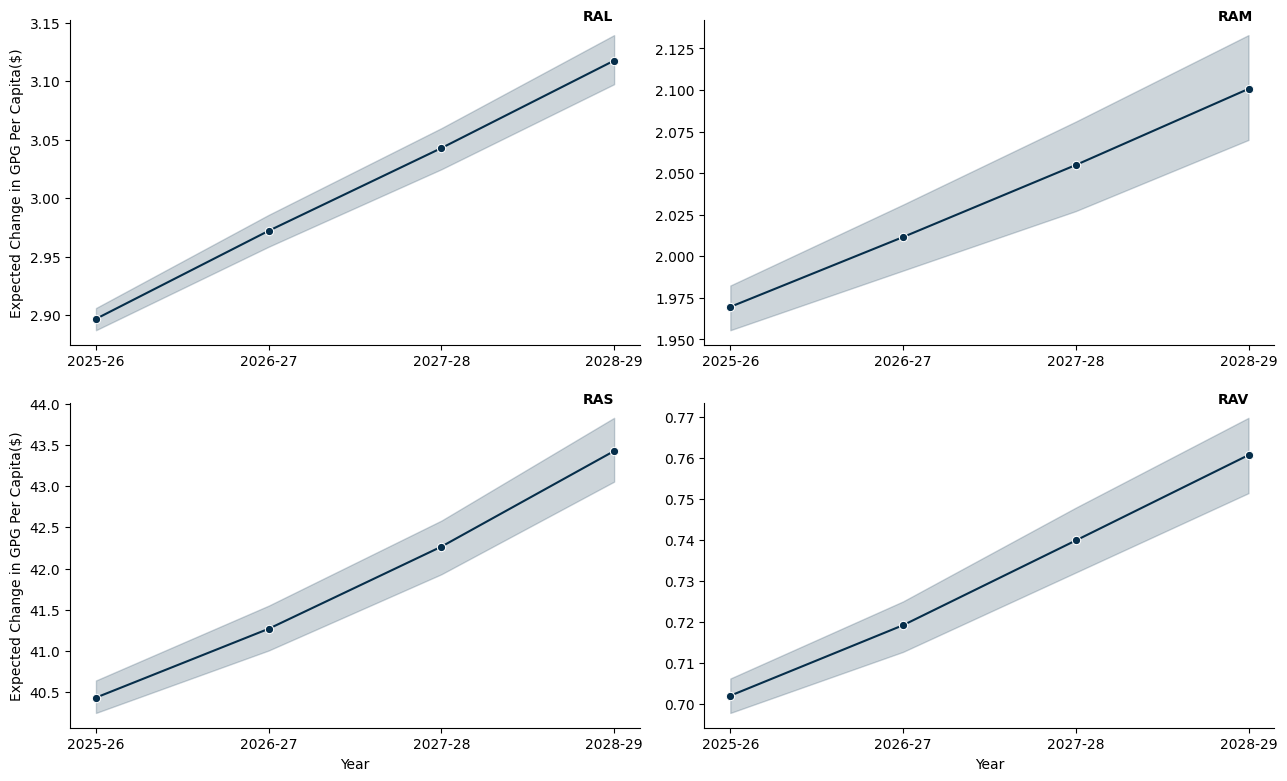 RAL
Expected Change in GPG Per Capita($)
3.15
3.10
3.05
3.00
2.95
2.90
2025-26 2026-27 2027-28 2028-29
RAM
2.125
2.100
2.075
2.050
2.025
2.000
1.975
1.950
2025-26 2026-27 2027-28 2028-29
RAS
Expected Change in GPG Per Capita($)
44.0
43.5
43.0
42.5
42.0
41.5
41.0
40.5
2025-26 2026-27 2027-28 2028-29
Year
RAV
0.77
0.76
0.75
0.74
0.73
0.72
0.71
0.70
2025-26 2026-27 2027-28 2028-29
Year